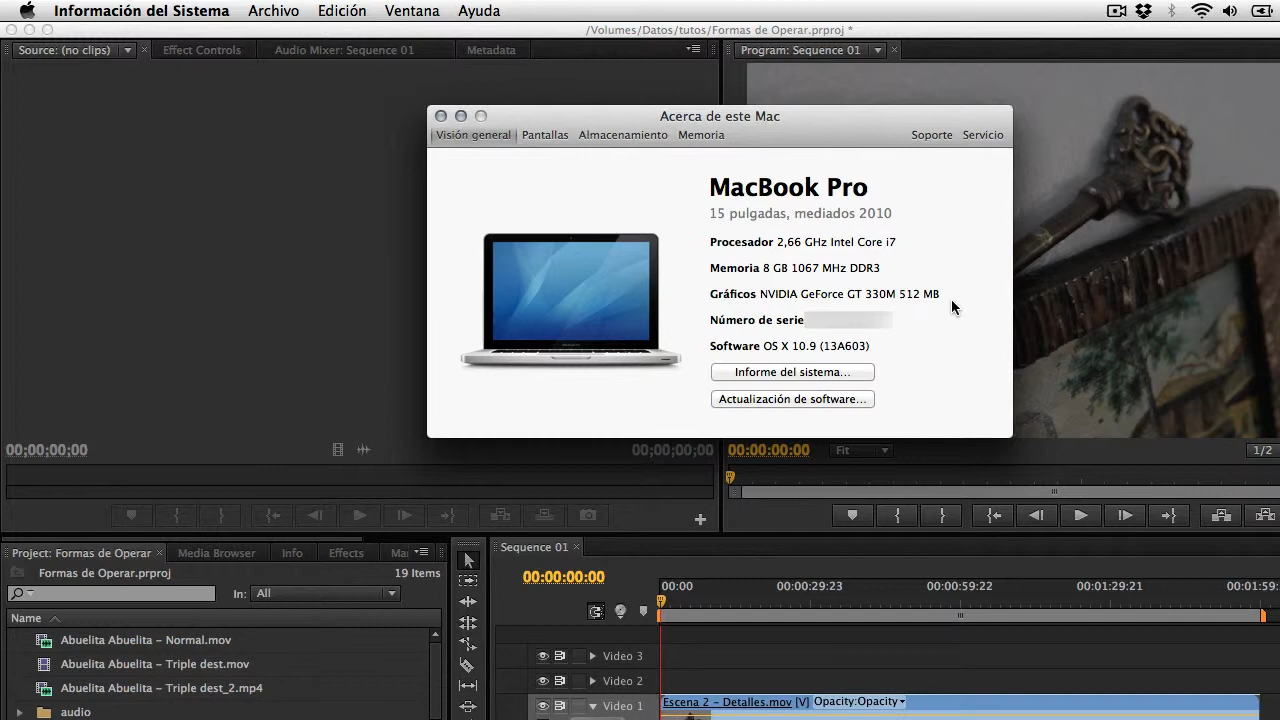 Información del Sistema Archivo Edición Ventana Ayuda
/Volumes/Datos/tutos/Formas de Operar.prproj *
Source: (no clips) Effect Controls Audio Mixer: Sequence 01 Metadata Program: Sequence 01
Acerca de este Mac
Visión general Pantallas Almacenamiento Memoria Soporte Servicio
MacBook Pro
15 pulgadas, mediados 2010
Procesador 2,66 GHz Intel Core i7
Memoria 8 GB 1067 MHz DDR3
Gráficos NVIDIA GeForce GT 330M 512 MB
Número de serie
Software OS X 10.9 (13A603)
Informe del sistema...
Actualización de software...
00;00;00;00 00;00;00;00 00:00:00:00 Fit 1/2
Project: Formas de Operar Media Browser Info Effects Mar
Formas de Operar.prproj 19 Items
In: All
Name
Abuelita Abuelita – Normal.mov
Abuelita Abuelita – Triple dest.mov
Abuelita Abuelita – Triple dest_2.mp4
audio
Sequence 01
00:00:00:00 00:00 00:00:29:23 00:00:59:22 00:01:29:21 00:01:59:
Video 3
Video 2
Video 1 Escena 2 – Detalles.mov [V] Opacity:Opacity